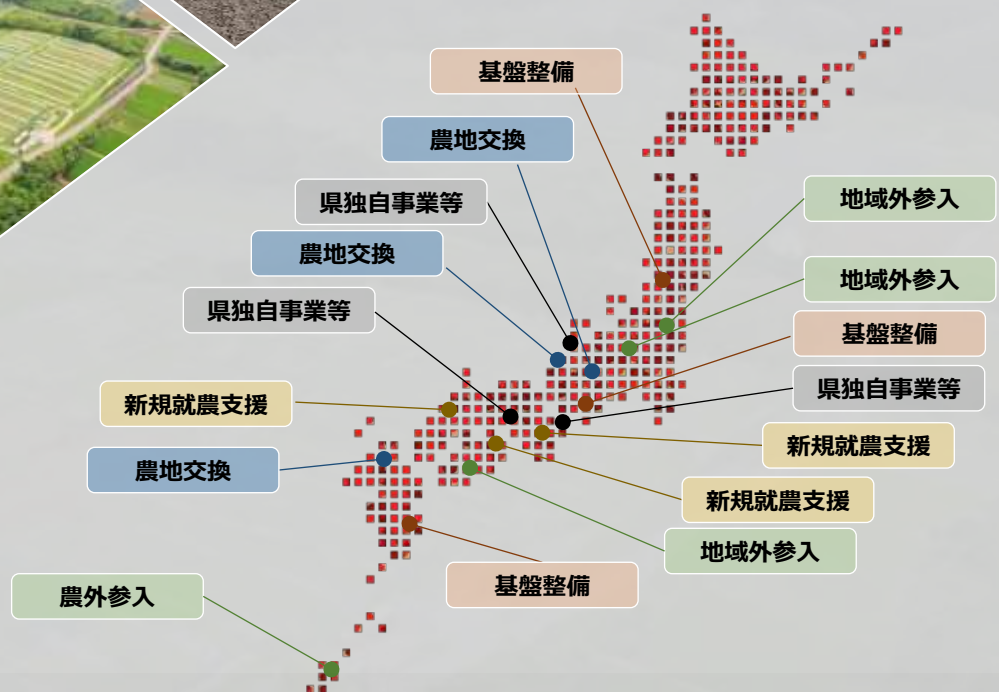 基盤整備
農地交換
県独自事業等
地域外参入
農地交換
地域外参入
県独自事業等
基盤整備
県独自事業等
新規就農支援
新規就農支援
農地交換
新規就農支援
地域外参入
基盤整備
農外参入